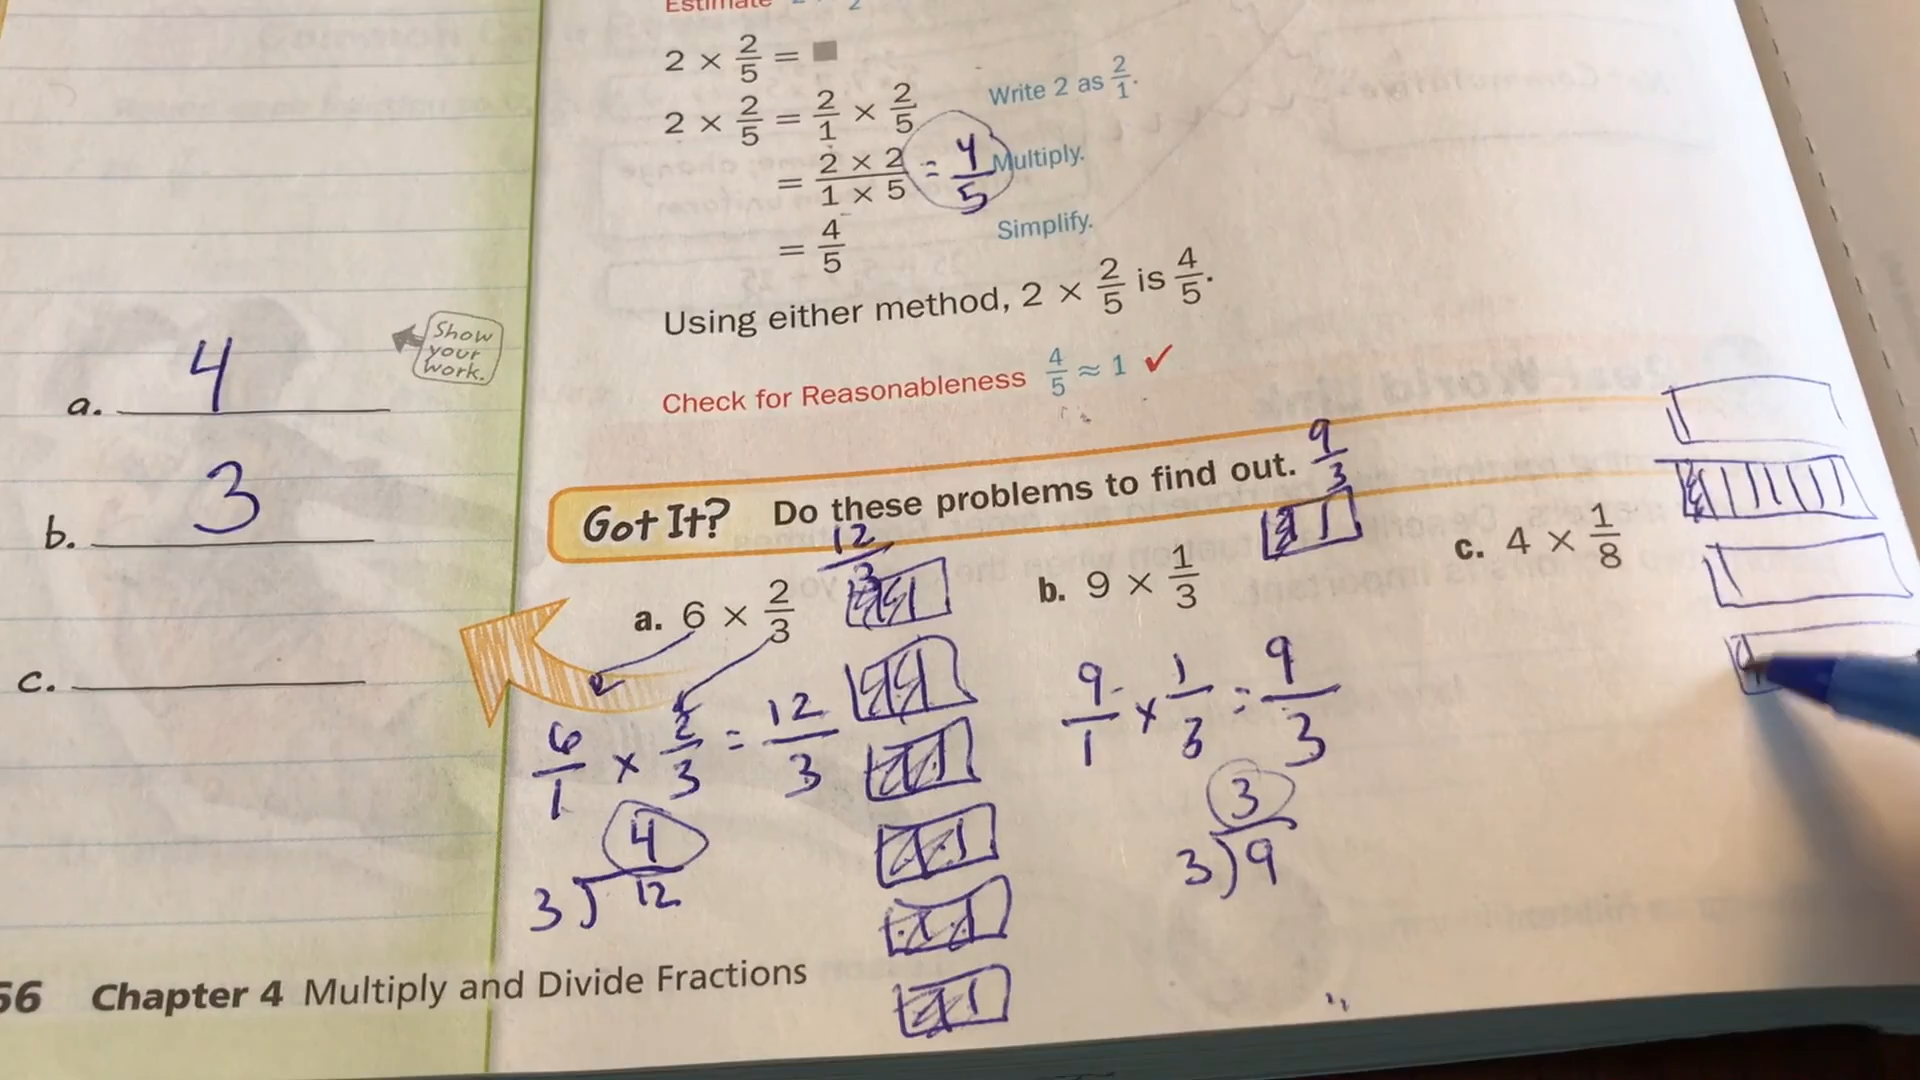 Estimate
2 × 2/5 = ■
2 × 2/5 = 2/1 × 2/5
Write 2 as 2/1.
= 2 × 2 / 1 × 5 = 4/5
Multiply.
= 4/5
Simplify.
Using either method, 2 × 2/5 is 4/5.
Check for Reasonableness 4/5 ≈ 1 ✓
Show
your
work.
a. 4
b. 3
c.
Got It? Do these problems to find out.
9/3
12/3
a. 6 × 2/3
b. 9 × 1/3
c. 4 × 1/8
6/1 × 2/3 = 12/3
9/1 × 1/3 = 9/3
4
3)12
3
3)9
56 Chapter 4 Multiply and Divide Fractions